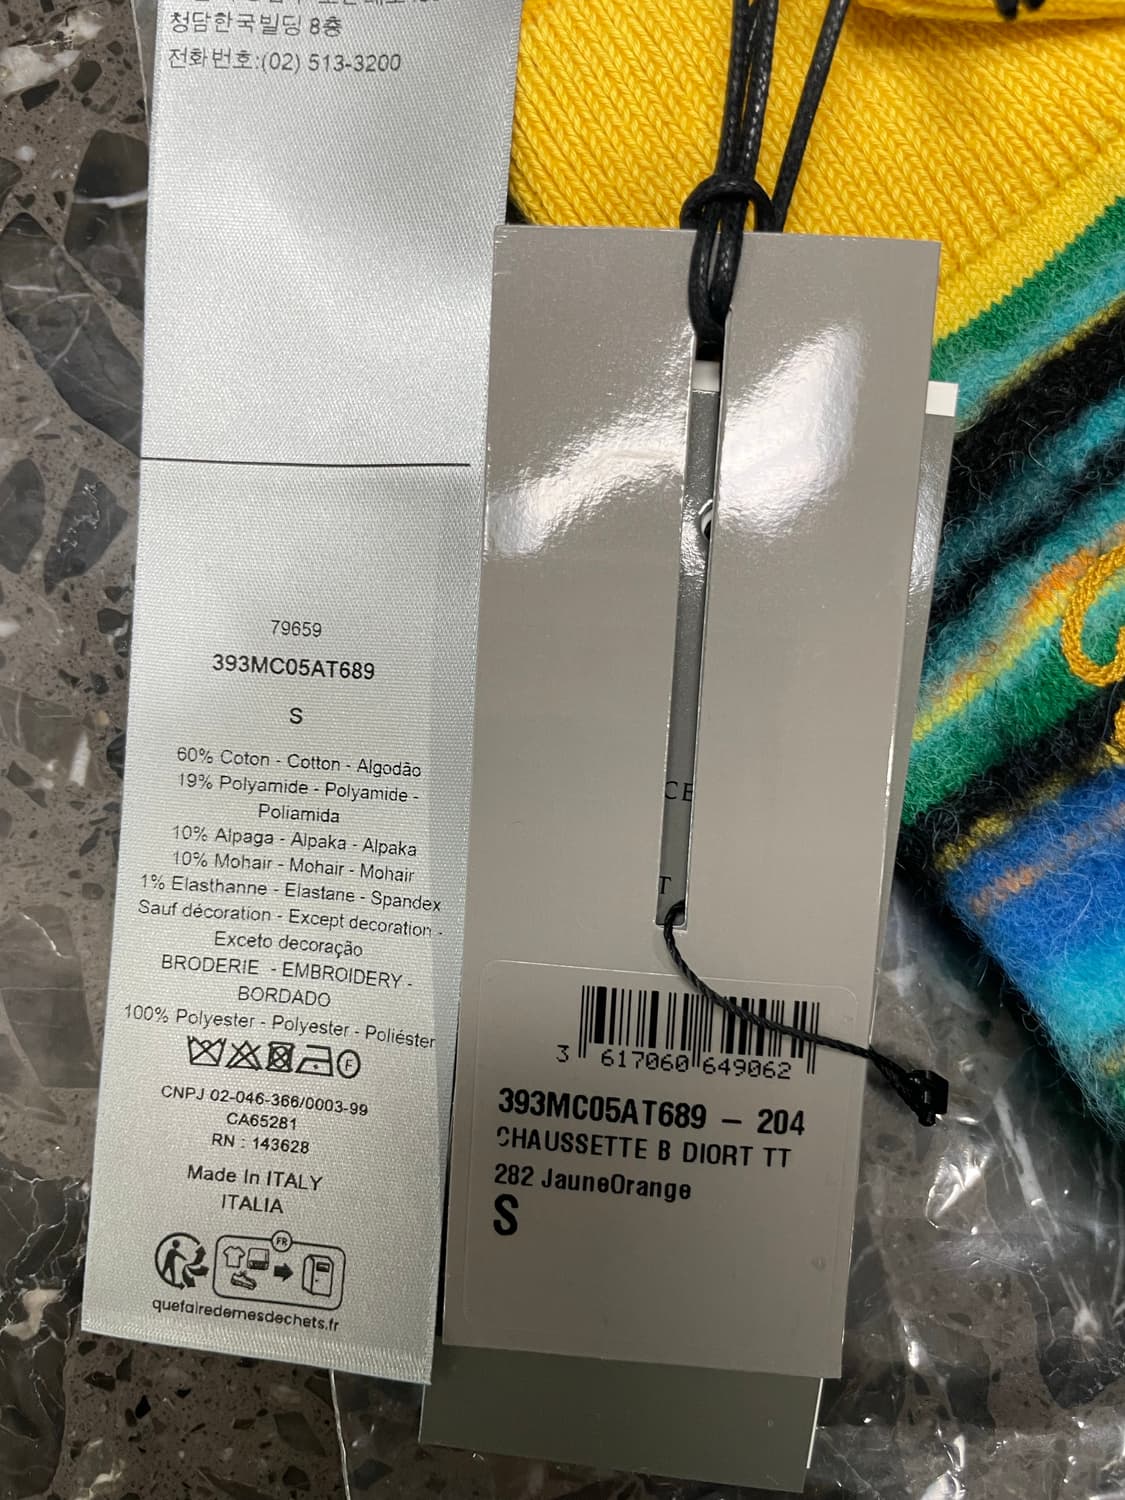 청담한국빌딩 8층
전화번호:(02) 513-3200
79659
393MC05AT689
S
60% Coton - Cotton - Algodão
19% Polyamide - Polyamide -
Poliamida
10% Alpaga - Alpaka - Alpaka
10% Mohair - Mohair - Mohair
1% Elasthanne - Elastane - Spandex
Sauf décoration - Except decoration -
Exceto decoração
BRODERIE - EMBROIDERY -
BORDADO
100% Polyester - Polyester - Poliéster
F
CNPJ 02-046-366/0003-99
CA65281
RN : 143628
Made In ITALY
ITALIA
FR
quefairedemesdechets.fr
CE
T
3 617060 649062
393MC05AT689 - 204
CHAUSSETTE B DIORT TT
282 JauneOrange
S